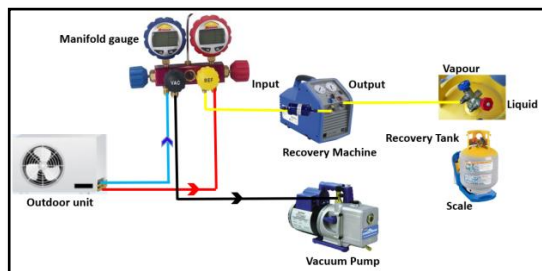 Manifold gauge
VAC
REF
Input
Output
Vapour
Liquid
Recovery Machine
Recovery Tank
Scale
Outdoor unit
Vacuum Pump